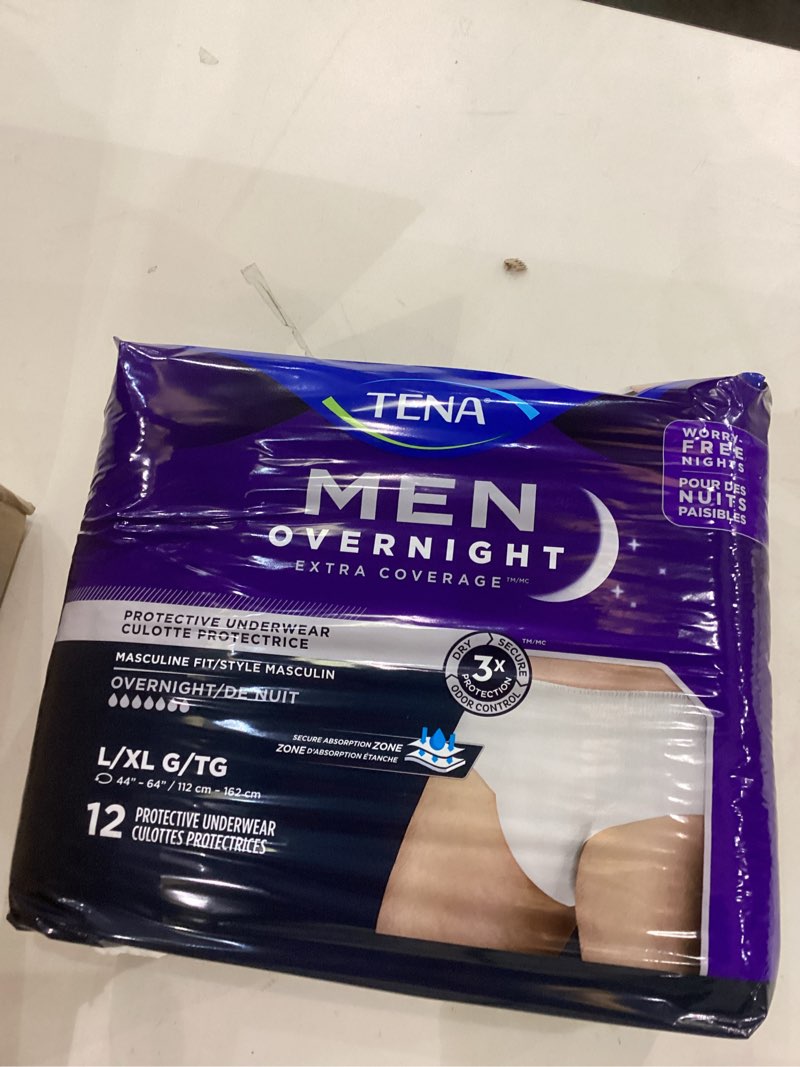 TENA
MEN
OVERNIGHT
EXTRA COVERAGE™/MC
WORRY-
FREE
NIGHTS
POUR DES
NUITS
PAISIBLES
PROTECTIVE UNDERWEAR
CULOTTE PROTECTRICE
MASCULINE FIT/STYLE MASCULIN
OVERNIGHT/DE NUIT
DRY SECURE
TM/MC
3X
PROTECTION
ODOR CONTROL
SECURE ABSORPTION ZONE
ZONE D'ABSORPTION ÉTANCHE
L/XL G/TG
44" - 64" / 112 cm - 162 cm
12 PROTECTIVE UNDERWEAR
CULOTTES PROTECTRICES